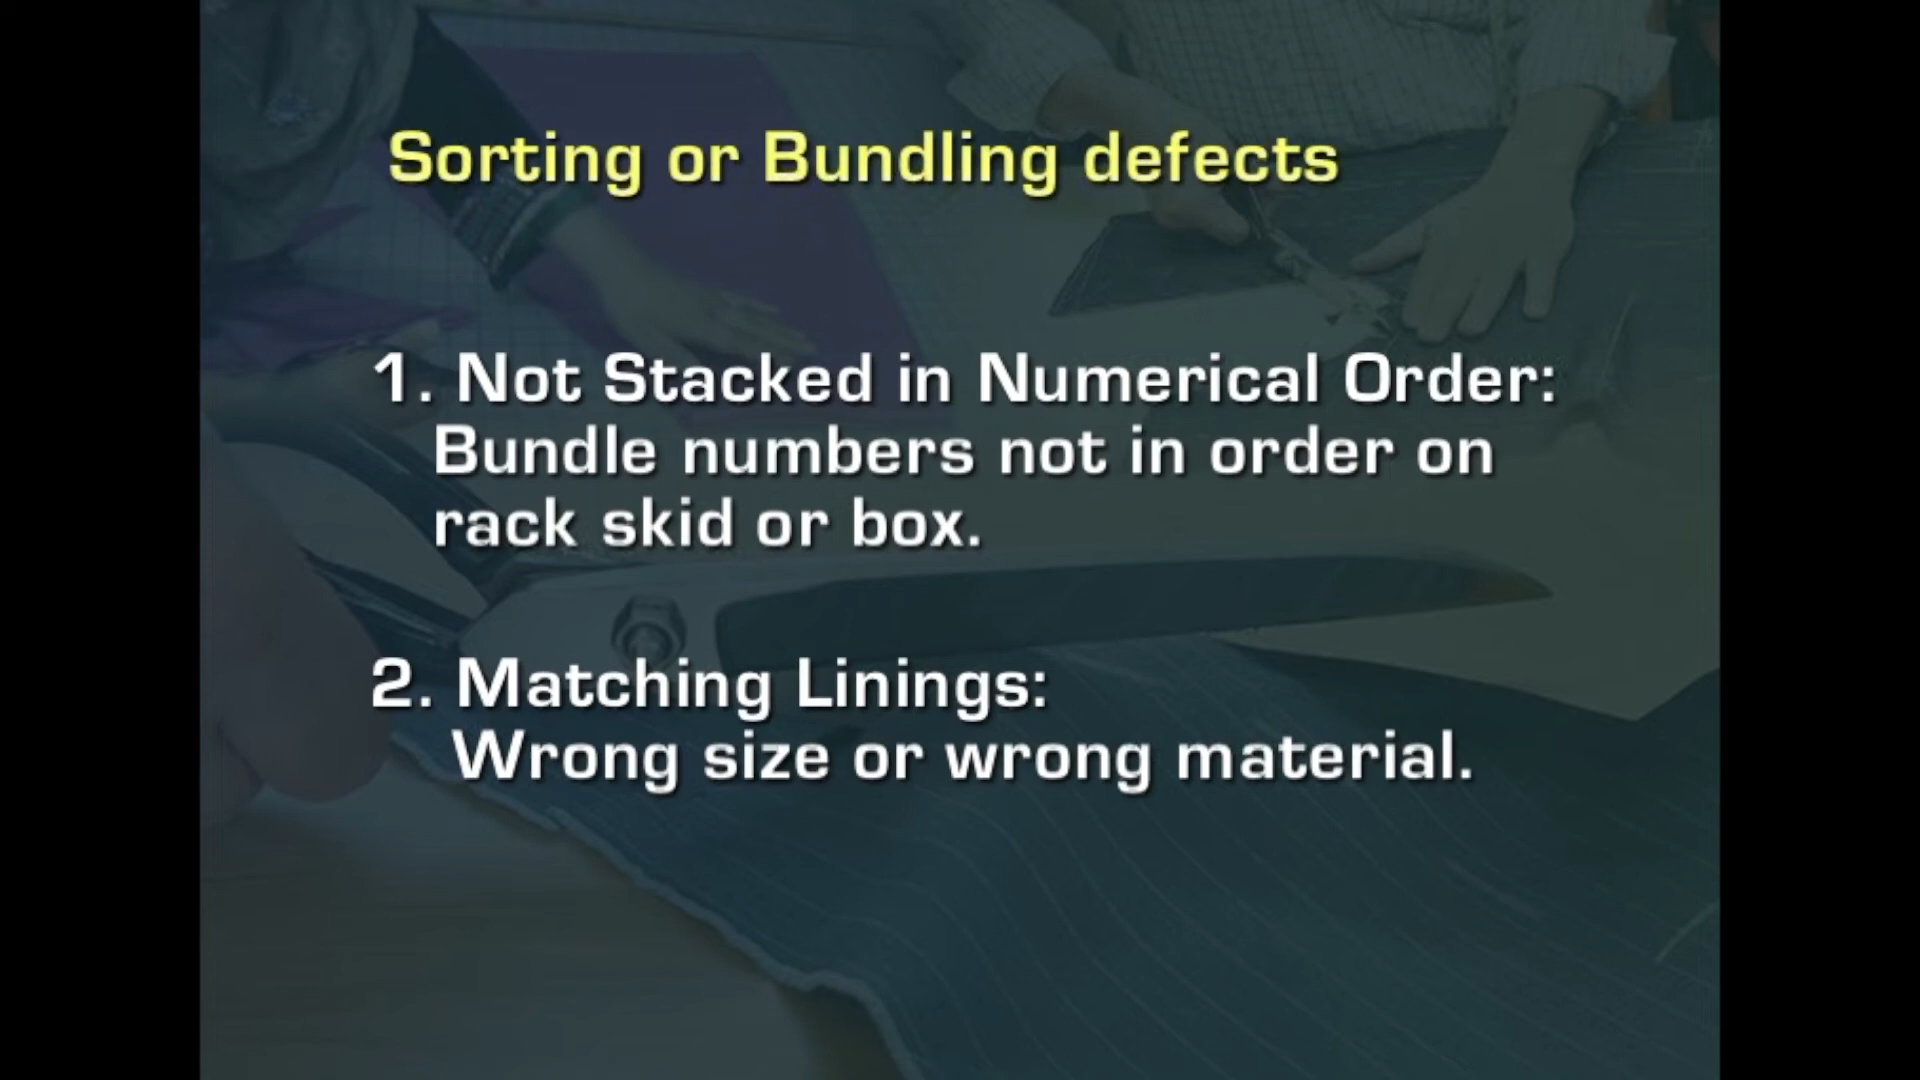 Sorting or Bundling defects
1. Not Stacked in Numerical Order:
Bundle numbers not in order on
rack skid or box.
2. Matching Linings:
Wrong size or wrong material.